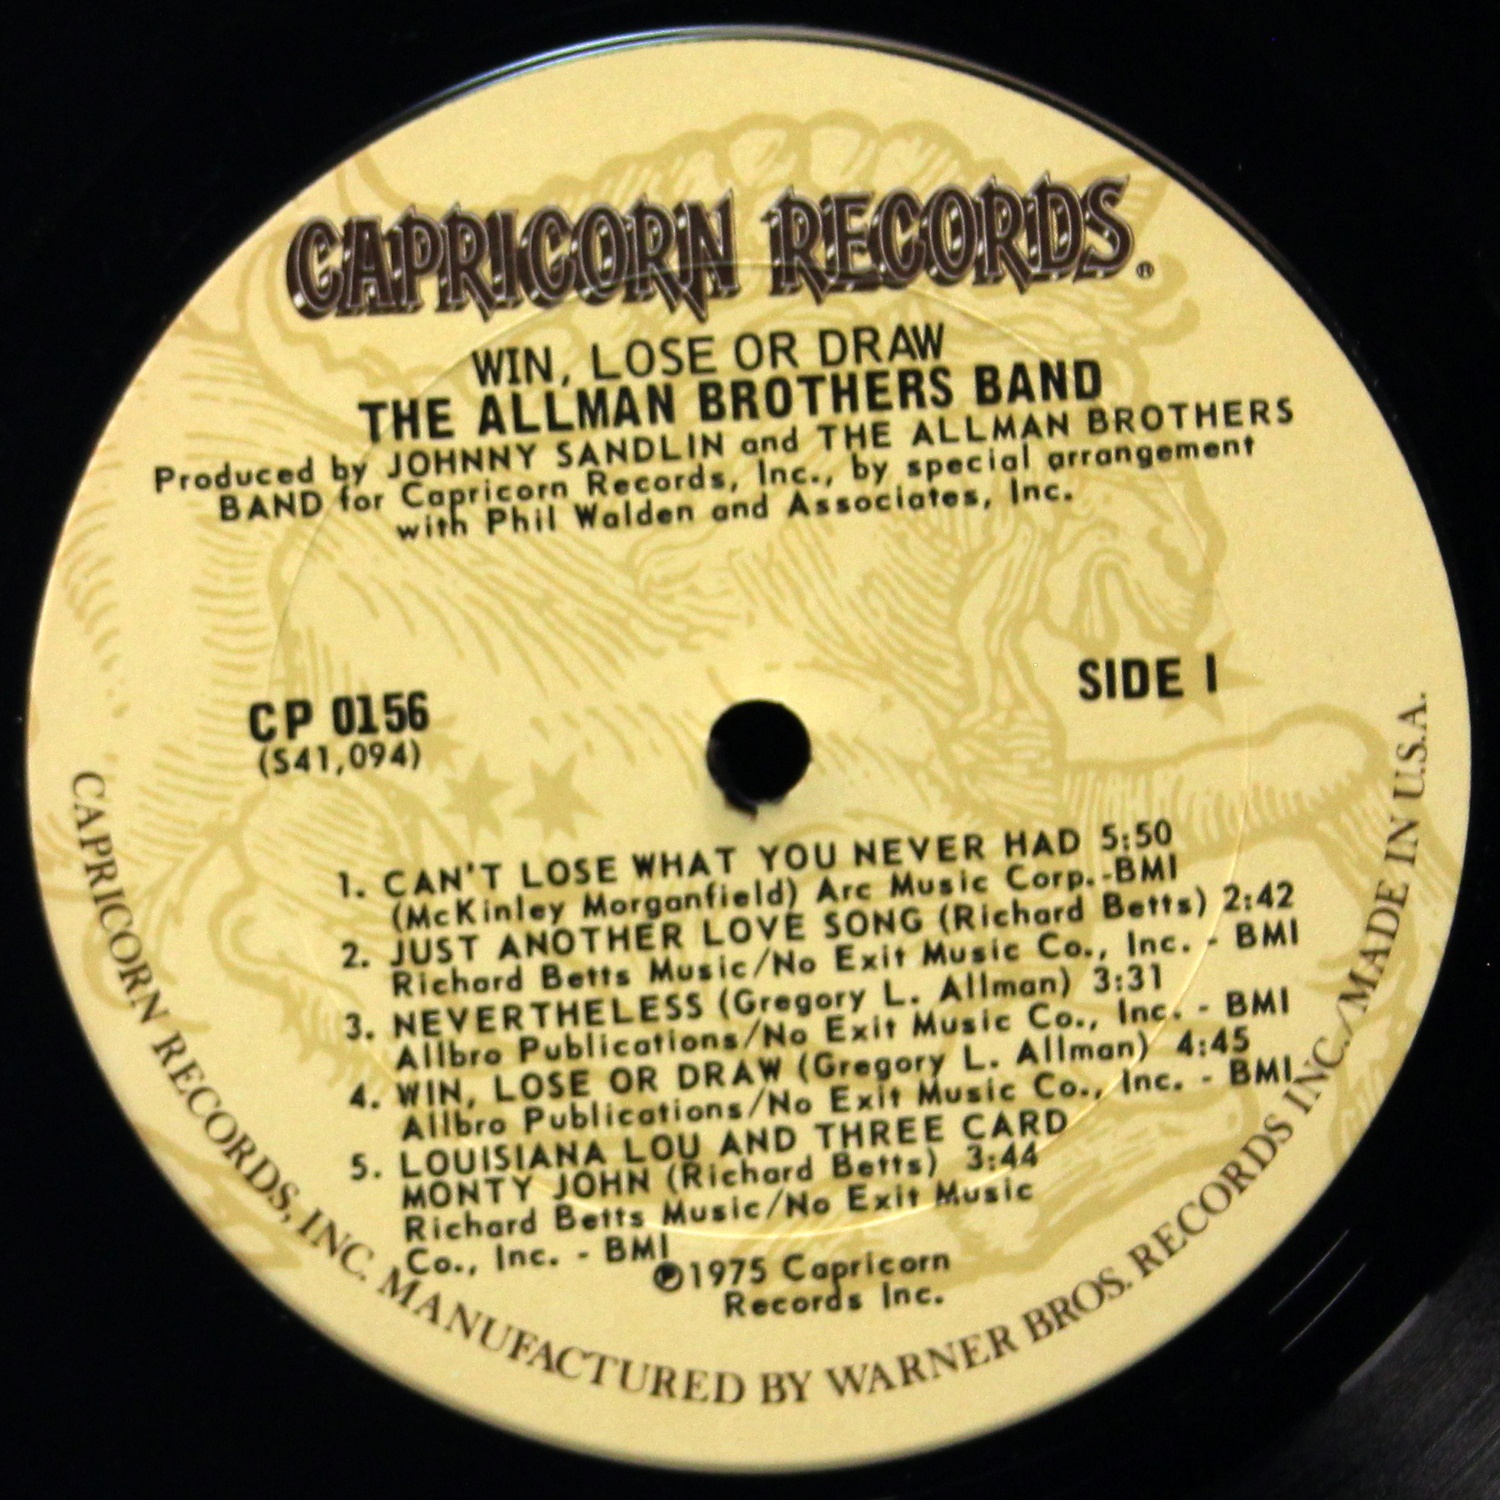 CAPRICORN RECORDS®
WIN, LOSE OR DRAW
THE ALLMAN BROTHERS BAND
Produced by JOHNNY SANDLIN and THE ALLMAN BROTHERS
BAND for Capricorn Records, Inc., by special arrangement
with Phil Walden and Associates, Inc.
SIDE I
CP 0156
(S41,094)
1. CAN'T LOSE WHAT YOU NEVER HAD 5:50
(McKinley Morganfield) Arc Music Corp.-BMI
2. JUST ANOTHER LOVE SONG (Richard Betts) 2:42
Richard Betts Music/No Exit Music Co., Inc. - BMI
3. NEVERTHELESS (Gregory L. Allman) 3:31
Allbro Publications/No Exit Music Co., Inc. - BMI
4. WIN, LOSE OR DRAW (Gregory L. Allman) 4:45
Allbro Publications/No Exit Music Co., Inc. - BMI
5. LOUISIANA LOU AND THREE CARD
MONTY JOHN (Richard Betts) 3:44
Richard Betts Music/No Exit Music
Co., Inc. - BMI
℗1975 Capricorn
Records Inc.
CAPRICORN RECORDS, INC. MANUFACTURED BY WARNER BROS. RECORDS INC./MADE IN U.S.A.